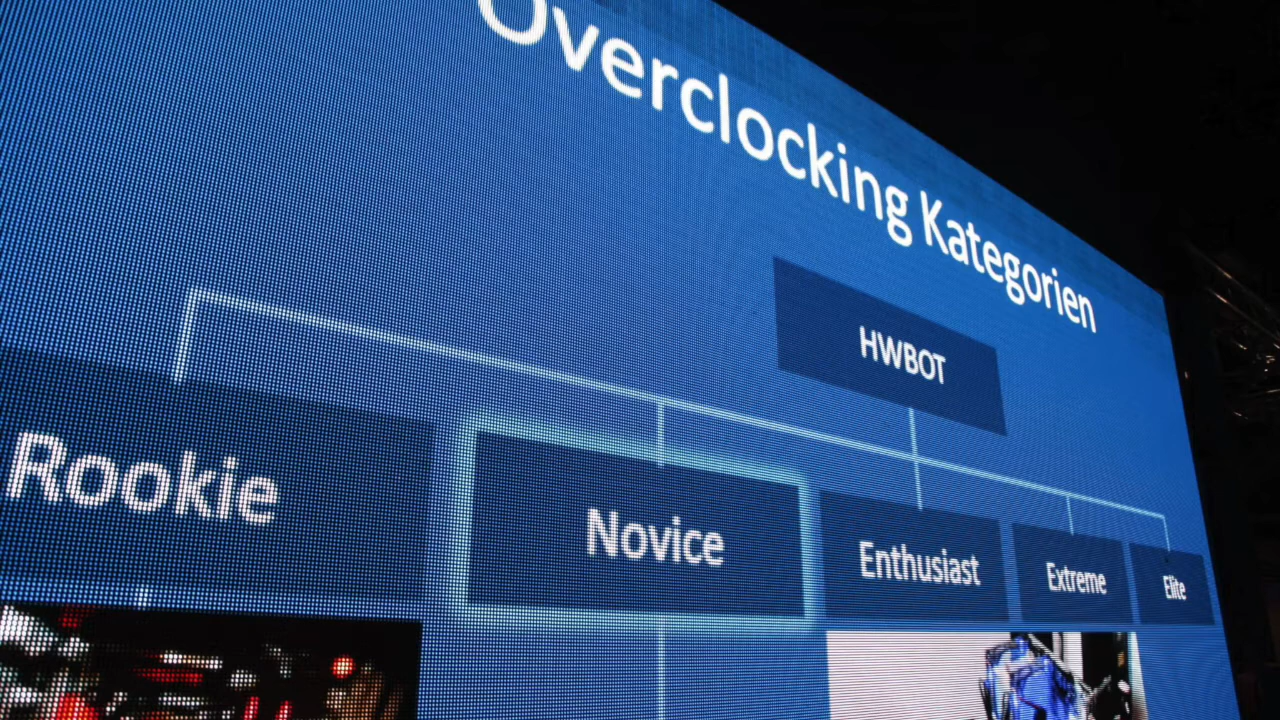 Overclocking Kategorien
HWBOT
Rookie
Novice
Enthusiast
Extreme
Elite